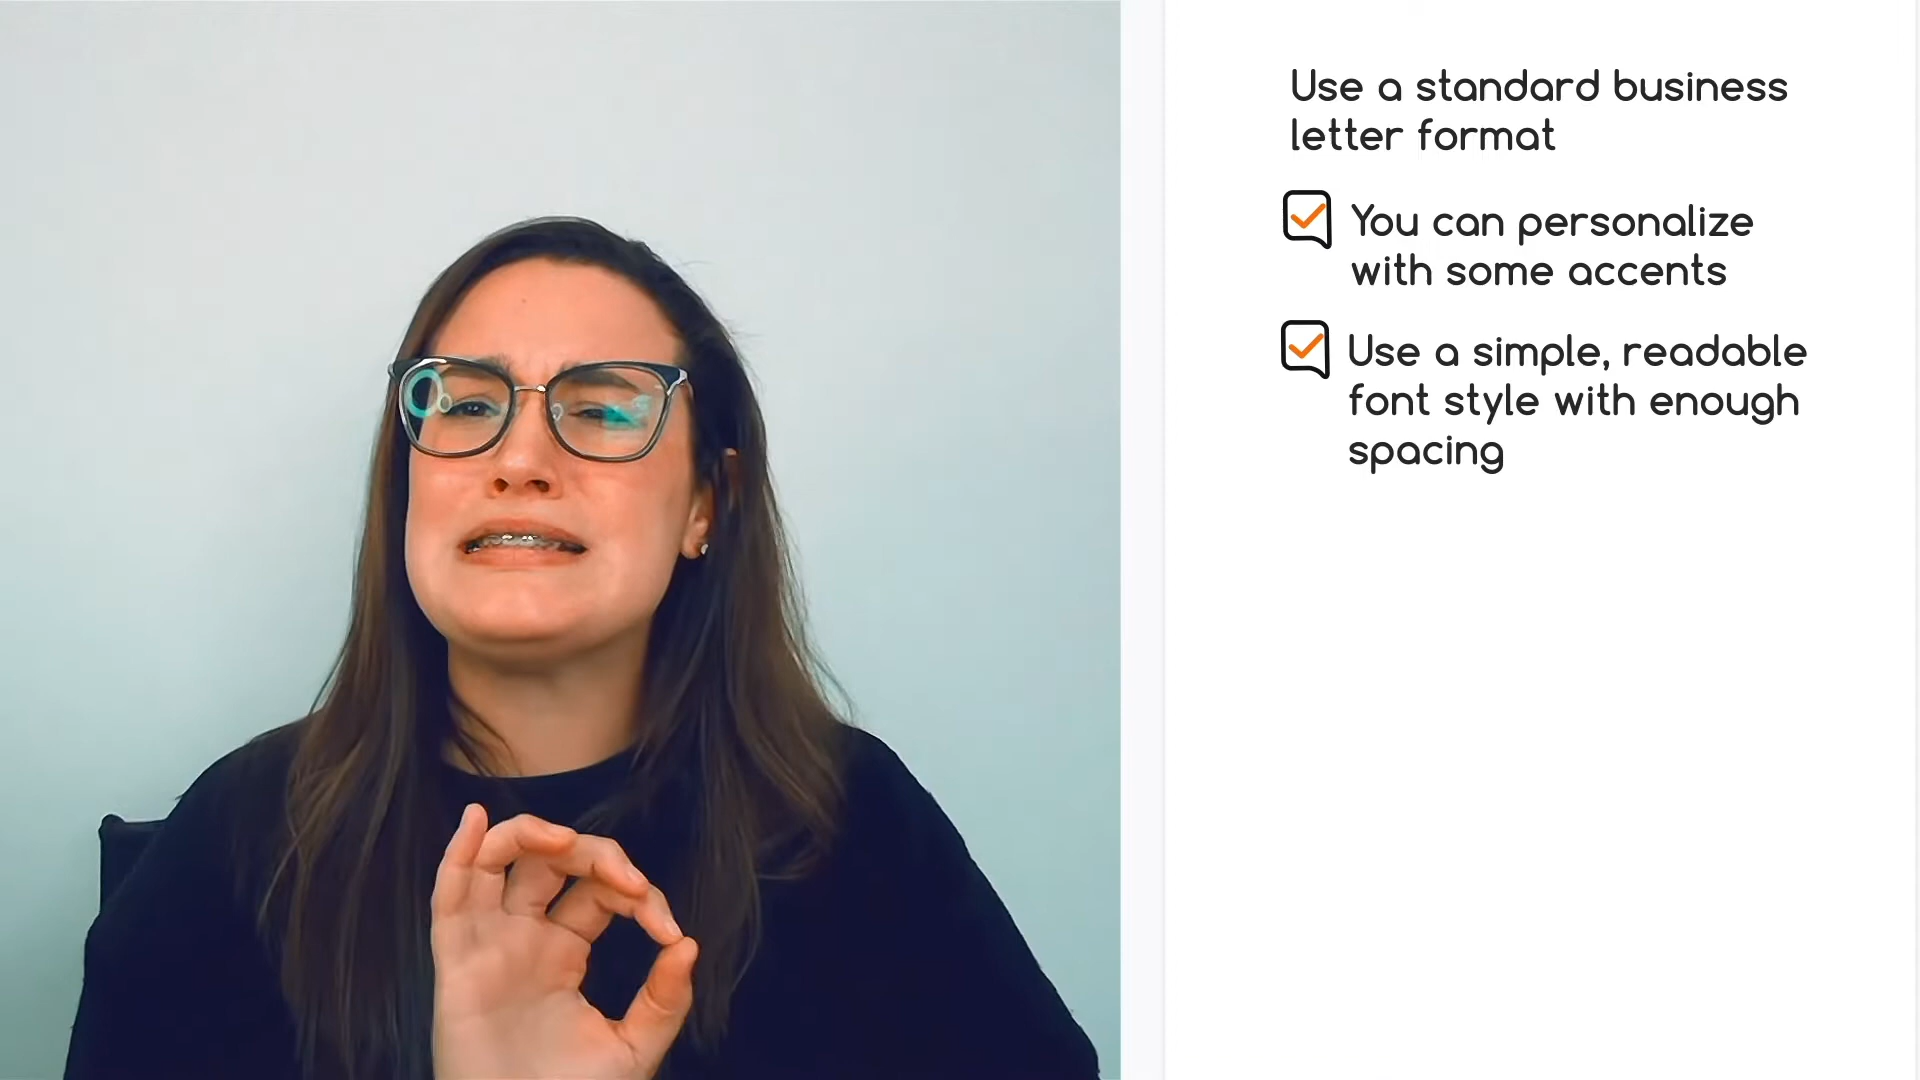 Use a standard business
letter format
You can personalize
with some accents
Use a simple, readable
font style with enough
spacing